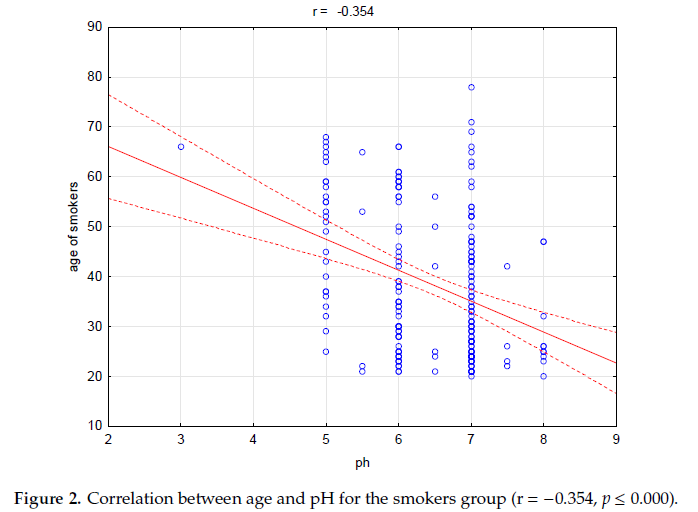 r = -0.354
90
80
70
60
50
40
30
20
10
age of smokers
2 3 4 5 6 7 8 9
ph
Figure 2. Correlation between age and pH for the smokers group (r = −0.354, p ≤ 0.000).